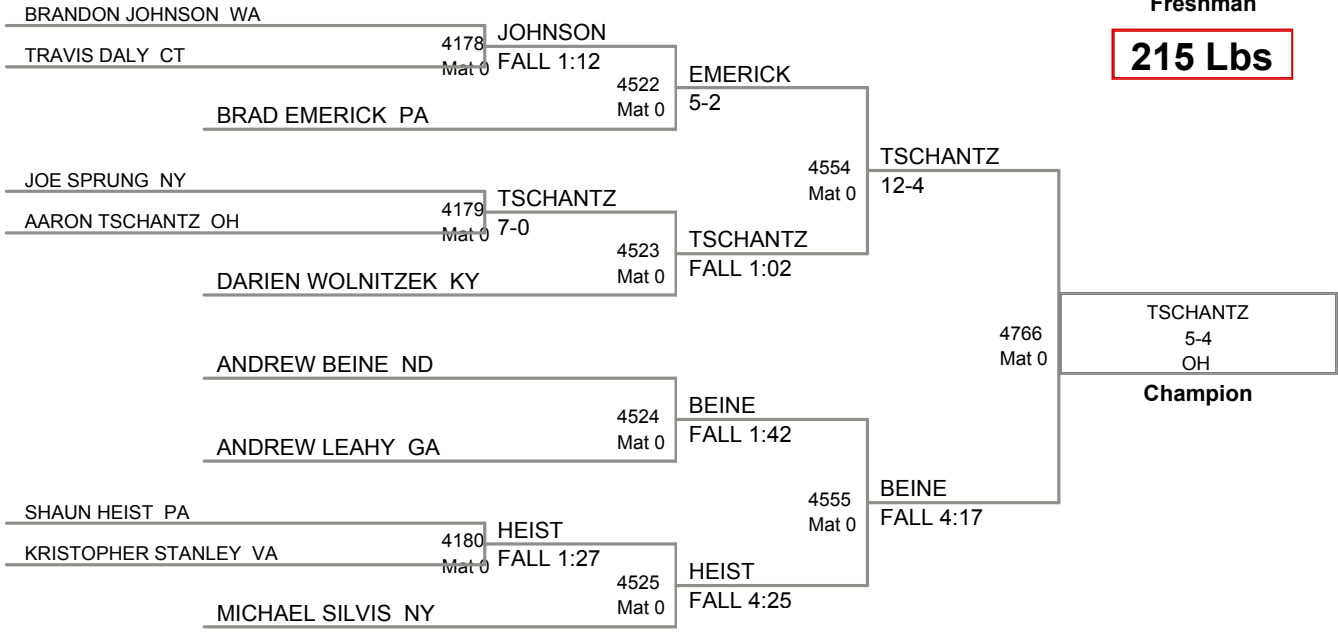 Freshman
215 Lbs
BRANDON JOHNSON WA
TRAVIS DALY CT
4178
Mat 0
JOHNSON
FALL 1:12
BRAD EMERICK PA
4522
Mat 0
EMERICK
5-2
JOE SPRUNG NY
AARON TSCHANTZ OH
4179
Mat 0
TSCHANTZ
7-0
DARIEN WOLNITZEK KY
4523
Mat 0
TSCHANTZ
FALL 1:02
4554
Mat 0
TSCHANTZ
12-4
ANDREW BEINE ND
ANDREW LEAHY GA
4524
Mat 0
BEINE
FALL 1:42
SHAUN HEIST PA
KRISTOPHER STANLEY VA
4180
Mat 0
HEIST
FALL 1:27
MICHAEL SILVIS NY
4525
Mat 0
HEIST
FALL 4:25
4555
Mat 0
BEINE
FALL 4:17
4766
Mat 0
TSCHANTZ
5-4
OH
Champion